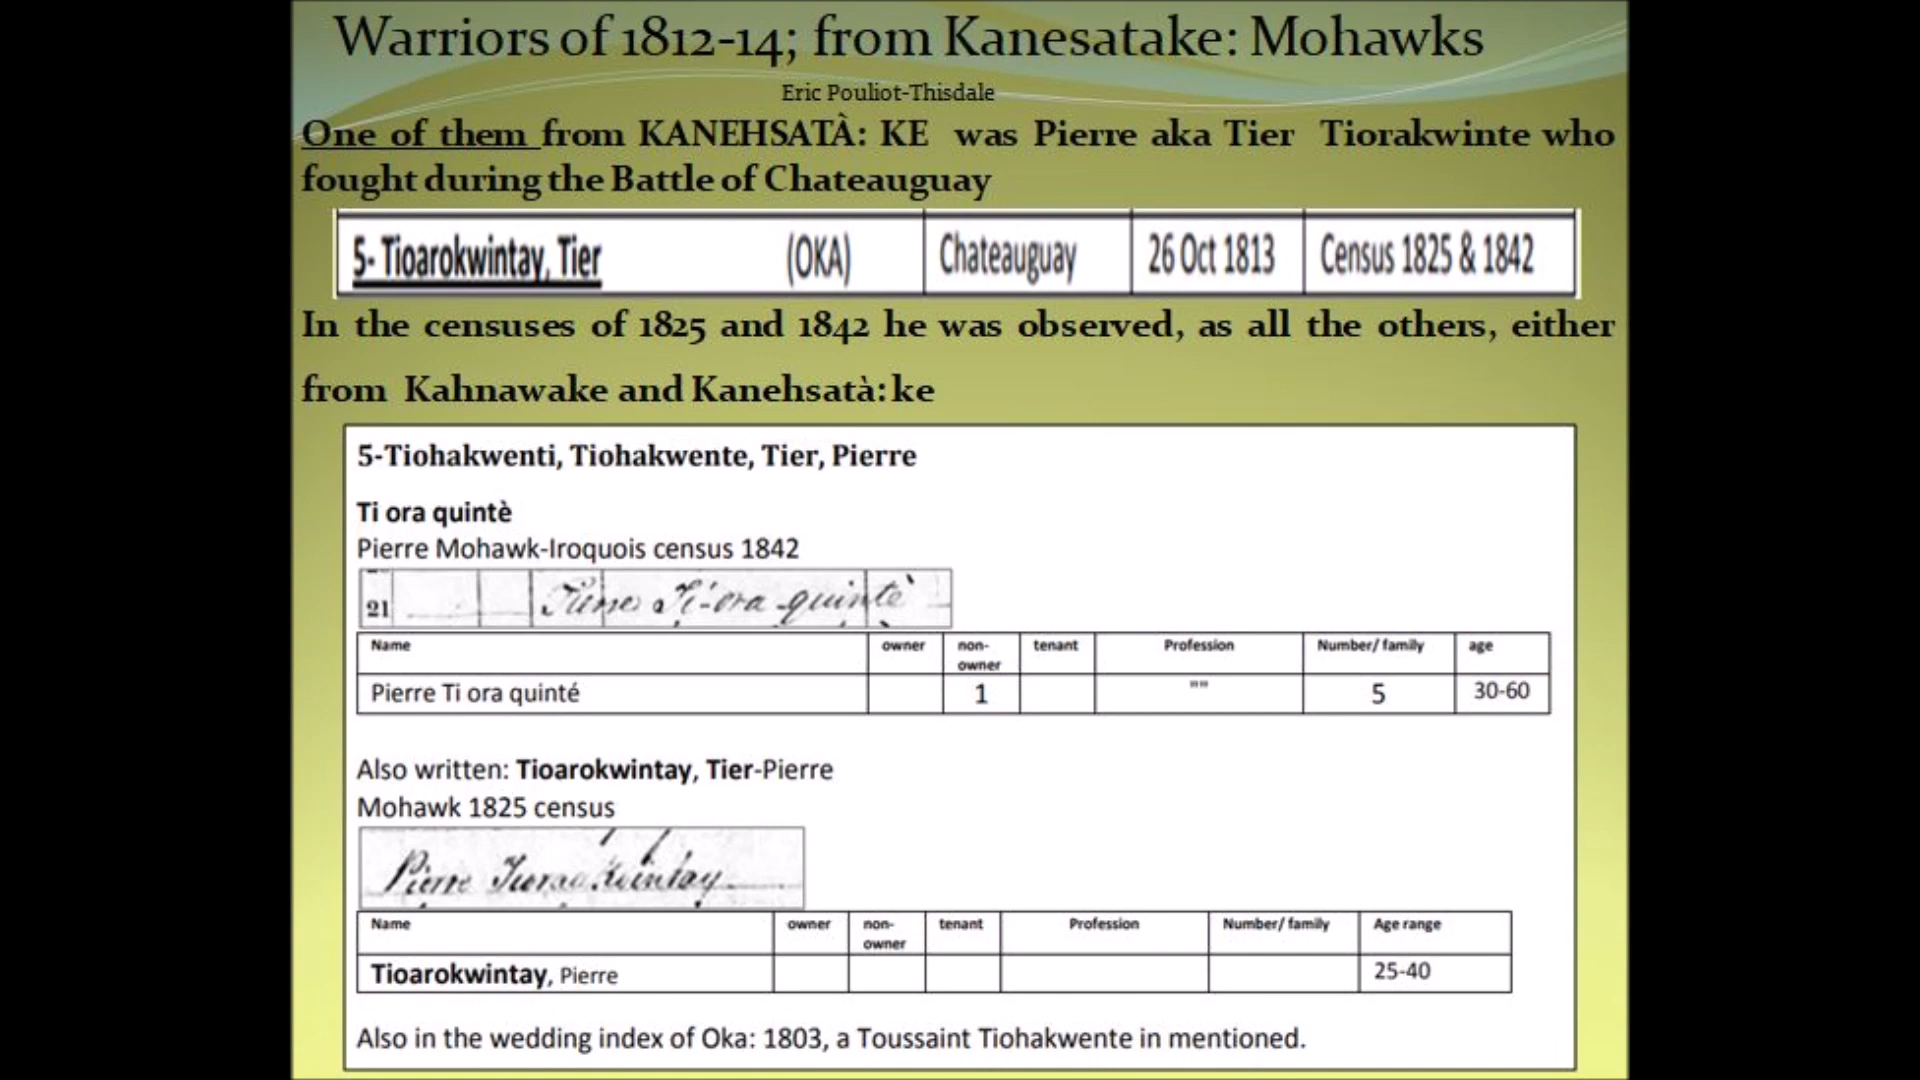 Warriors of 1812-14; from Kanesatake: Mohawks
Eric Pouliot-Thisdale
One of them from KANEHSATÀ: KE was Pierre aka Tier Tiorakwinte who
fought during the Battle of Chateauguay
5- Tioarokwintay, Tier (OKA) Chateauguay 26 Oct 1813 Census 1825 & 1842
In the censuses of 1825 and 1842 he was observed, as all the others, either
from Kahnawake and Kanehsatà: ke
5-Tiohakwenti, Tiohakwente, Tier, Pierre
Ti ora quintè
Pierre Mohawk-Iroquois census 1842
21 Pierre Ti-ora quintè
Name owner non-owner tenant Profession Number/ family age
Pierre Ti ora quinté 1 "" 5 30-60
Also written: Tioarokwintay, Tier-Pierre
Mohawk 1825 census
Pierre
Name owner non-owner tenant Profession Number/ family Age range
Tioarokwintay, Pierre 25-40
Also in the wedding index of Oka: 1803, a Toussaint Tiohakwente in mentioned.